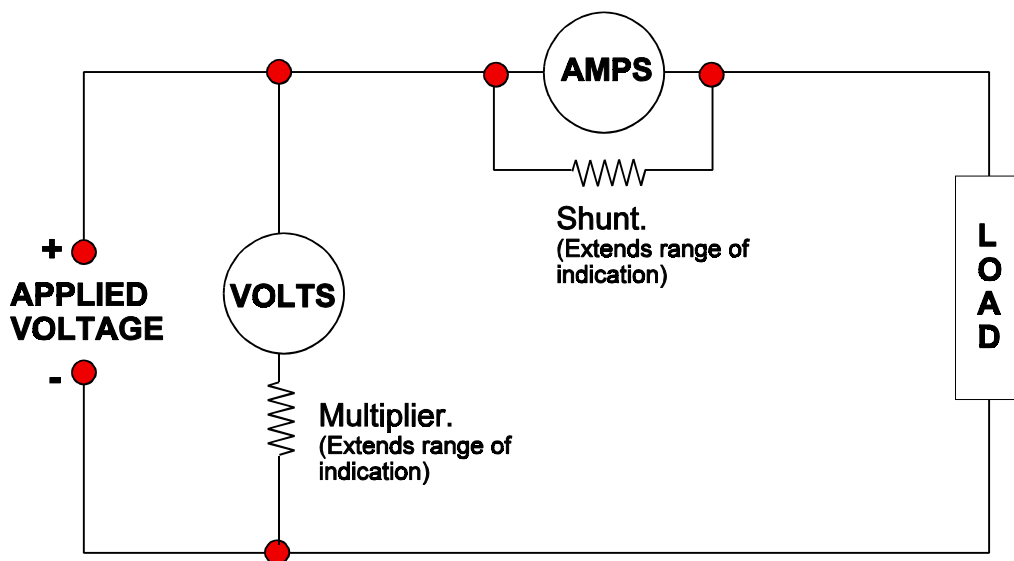 AMPS
Shunt.
(Extends range of
indication)
+
APPLIED
VOLTAGE
-
VOLTS
Multiplier.
(Extends range of
indication)
L
O
A
D